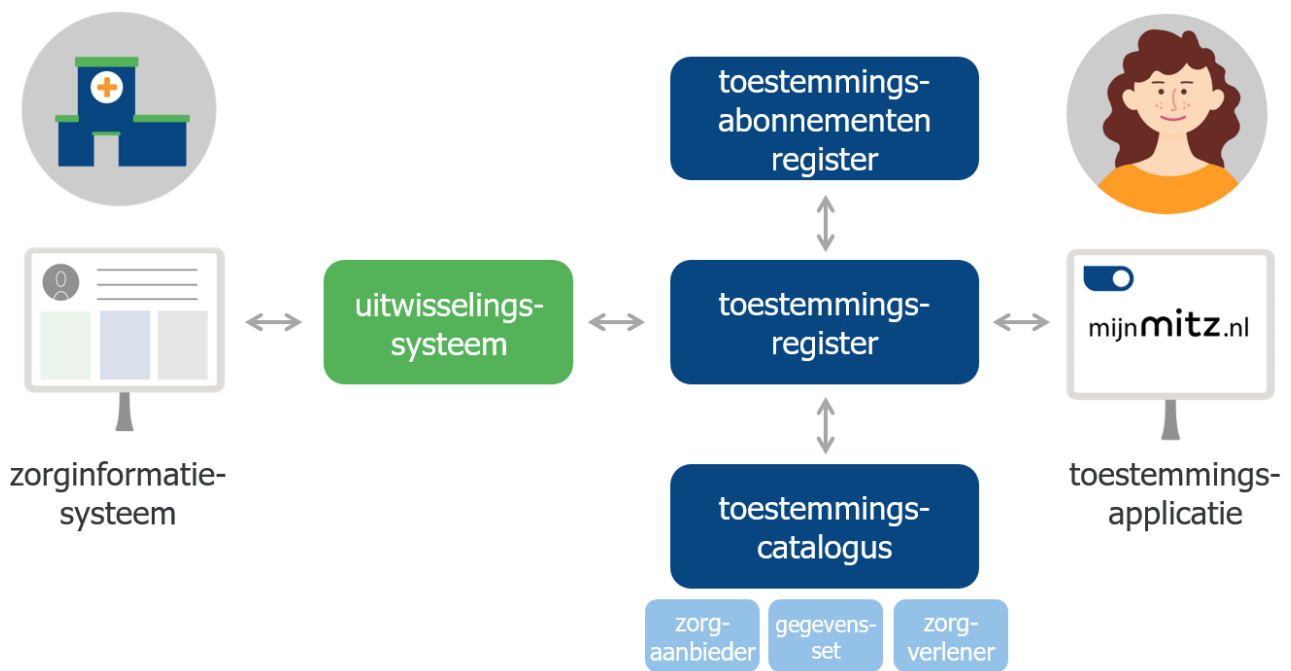 toestemmings-
abonnementen
register
uitwisselings-
systeem
toestemmings-
register
mijnmitz.nl
zorginformatie-
systeem
toestemmings-
catalogus
toestemmings-
applicatie
zorg-
aanbieder
gegevens-
set
zorg-
verlener